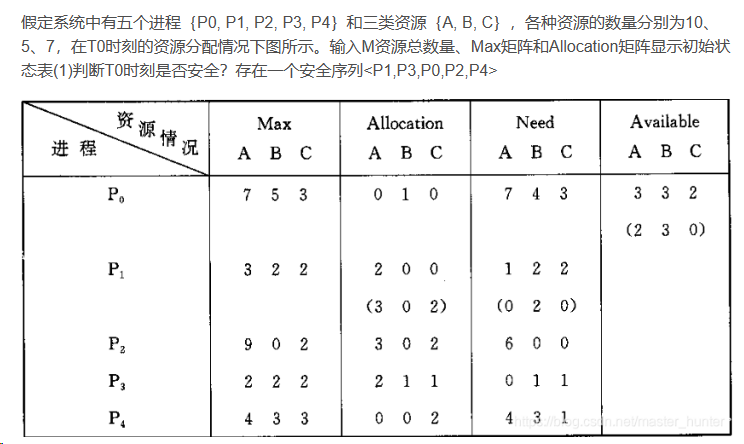 假定系统中有五个进程｛P0, P1, P2, P3, P4｝和三类资源｛A, B, C｝，各种资源的数量分别为10、
5、7，在T0时刻的资源分配情况下图所示。输入M资源总数量、Max矩阵和Allocation矩阵显示初始状
态表(1)判断T0时刻是否安全？存在一个安全序列<P1,P3,P0,P2,P4>
资源情况 Max Allocation Need Available
进程 A B C A B C A B C A B C
P₀ 7 5 3 0 1 0 7 4 3 3 3 2
(2 3 0)
P₁ 3 2 2 2 0 0 1 2 2
(3 0 2) (0 2 0)
P₂ 9 0 2 3 0 2 6 0 0
P₃ 2 2 2 2 1 1 0 1 1
P₄ 4 3 3 0 0 2 4 3 1
https://blog.csdn.net/master_hunter